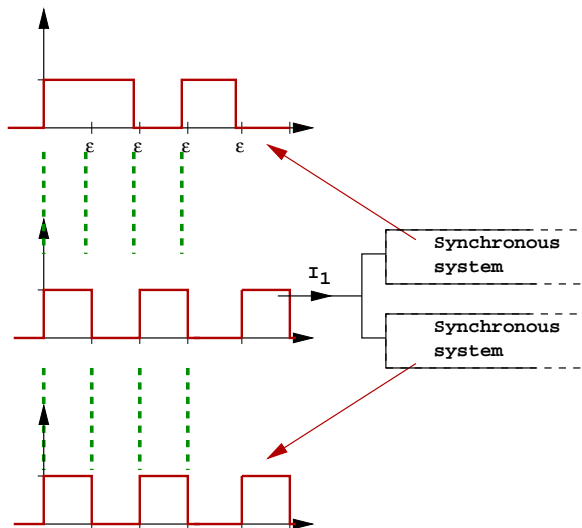 ε ε ε ε
Synchronous
system
I1
Synchronous
system